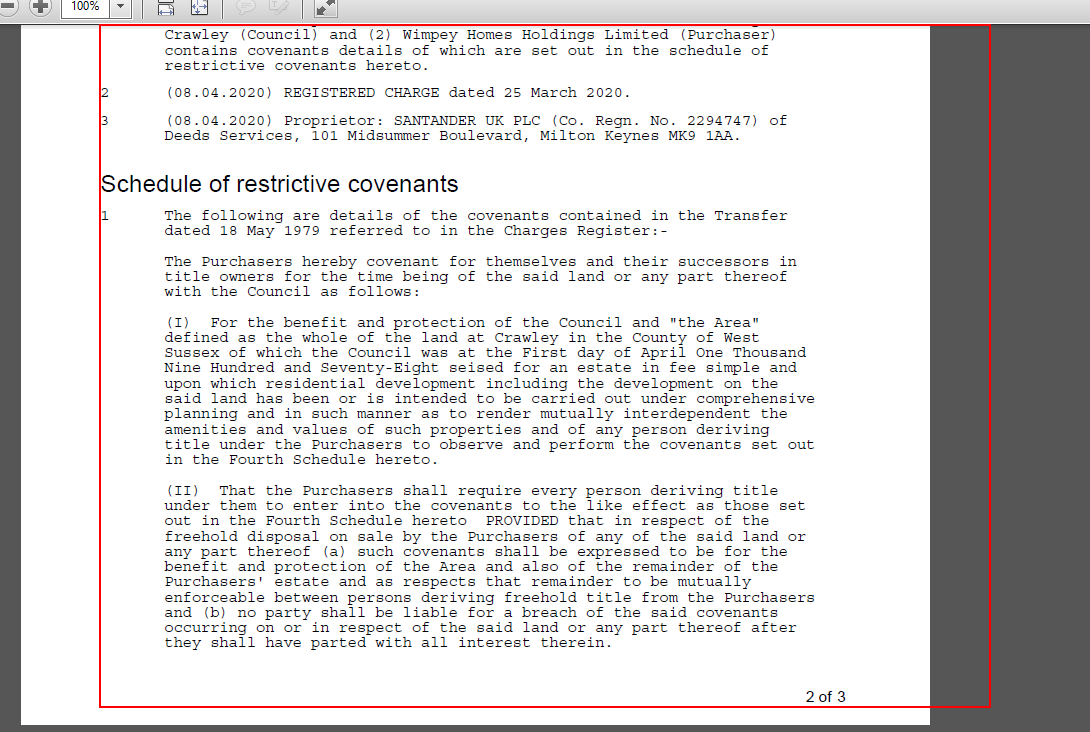 100%
Crawley (Council) and (2) Wimpey Homes Holdings Limited (Purchaser)
contains covenants details of which are set out in the schedule of
restrictive covenants hereto.
2 (08.04.2020) REGISTERED CHARGE dated 25 March 2020.
3 (08.04.2020) Proprietor: SANTANDER UK PLC (Co. Regn. No. 2294747) of
Deeds Services, 101 Midsummer Boulevard, Milton Keynes MK9 1AA.
Schedule of restrictive covenants
1 The following are details of the covenants contained in the Transfer
dated 18 May 1979 referred to in the Charges Register:-
The Purchasers hereby covenant for themselves and their successors in
title owners for the time being of the said land or any part thereof
with the Council as follows:
(I) For the benefit and protection of the Council and "the Area"
defined as the whole of the land at Crawley in the County of West
Sussex of which the Council was at the First day of April One Thousand
Nine Hundred and Seventy-Eight seised for an estate in fee simple and
upon which residential development including the development on the
said land has been or is intended to be carried out under comprehensive
planning and in such manner as to render mutually interdependent the
amenities and values of such properties and of any person deriving
title under the Purchasers to observe and perform the covenants set out
in the Fourth Schedule hereto.
(II) That the Purchasers shall require every person deriving title
under them to enter into the covenants to the like effect as those set
out in the Fourth Schedule hereto PROVIDED that in respect of the
freehold disposal on sale by the Purchasers of any of the said land or
any part thereof (a) such covenants shall be expressed to be for the
benefit and protection of the Area and also of the remainder of the
Purchasers' estate and as respects that remainder to be mutually
enforceable between persons deriving freehold title from the Purchasers
and (b) no party shall be liable for a breach of the said covenants
occurring on or in respect of the said land or any part thereof after
they shall have parted with all interest therein.
2 of 3